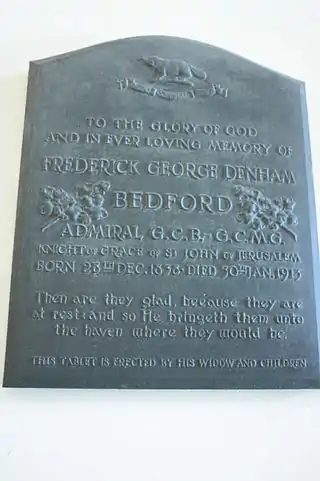 TO THE GLORY OF GOD
AND IN EVER LOVING MEMORY OF
FREDERICK GEORGE DENHAM
BEDFORD
ADMIRAL, G.C.B., G.C.M.G.
KNIGHT OF GRACE OF ST JOHN OF JERUSALEM
BORN 23RD DEC. 1838 DIED 30TH JAN. 1913
Then are they glad, because they are
at rest: and so He bringeth them unto
the haven where they would be.
THIS TABLET IS ERECTED BY HIS WIDOW AND CHILDREN